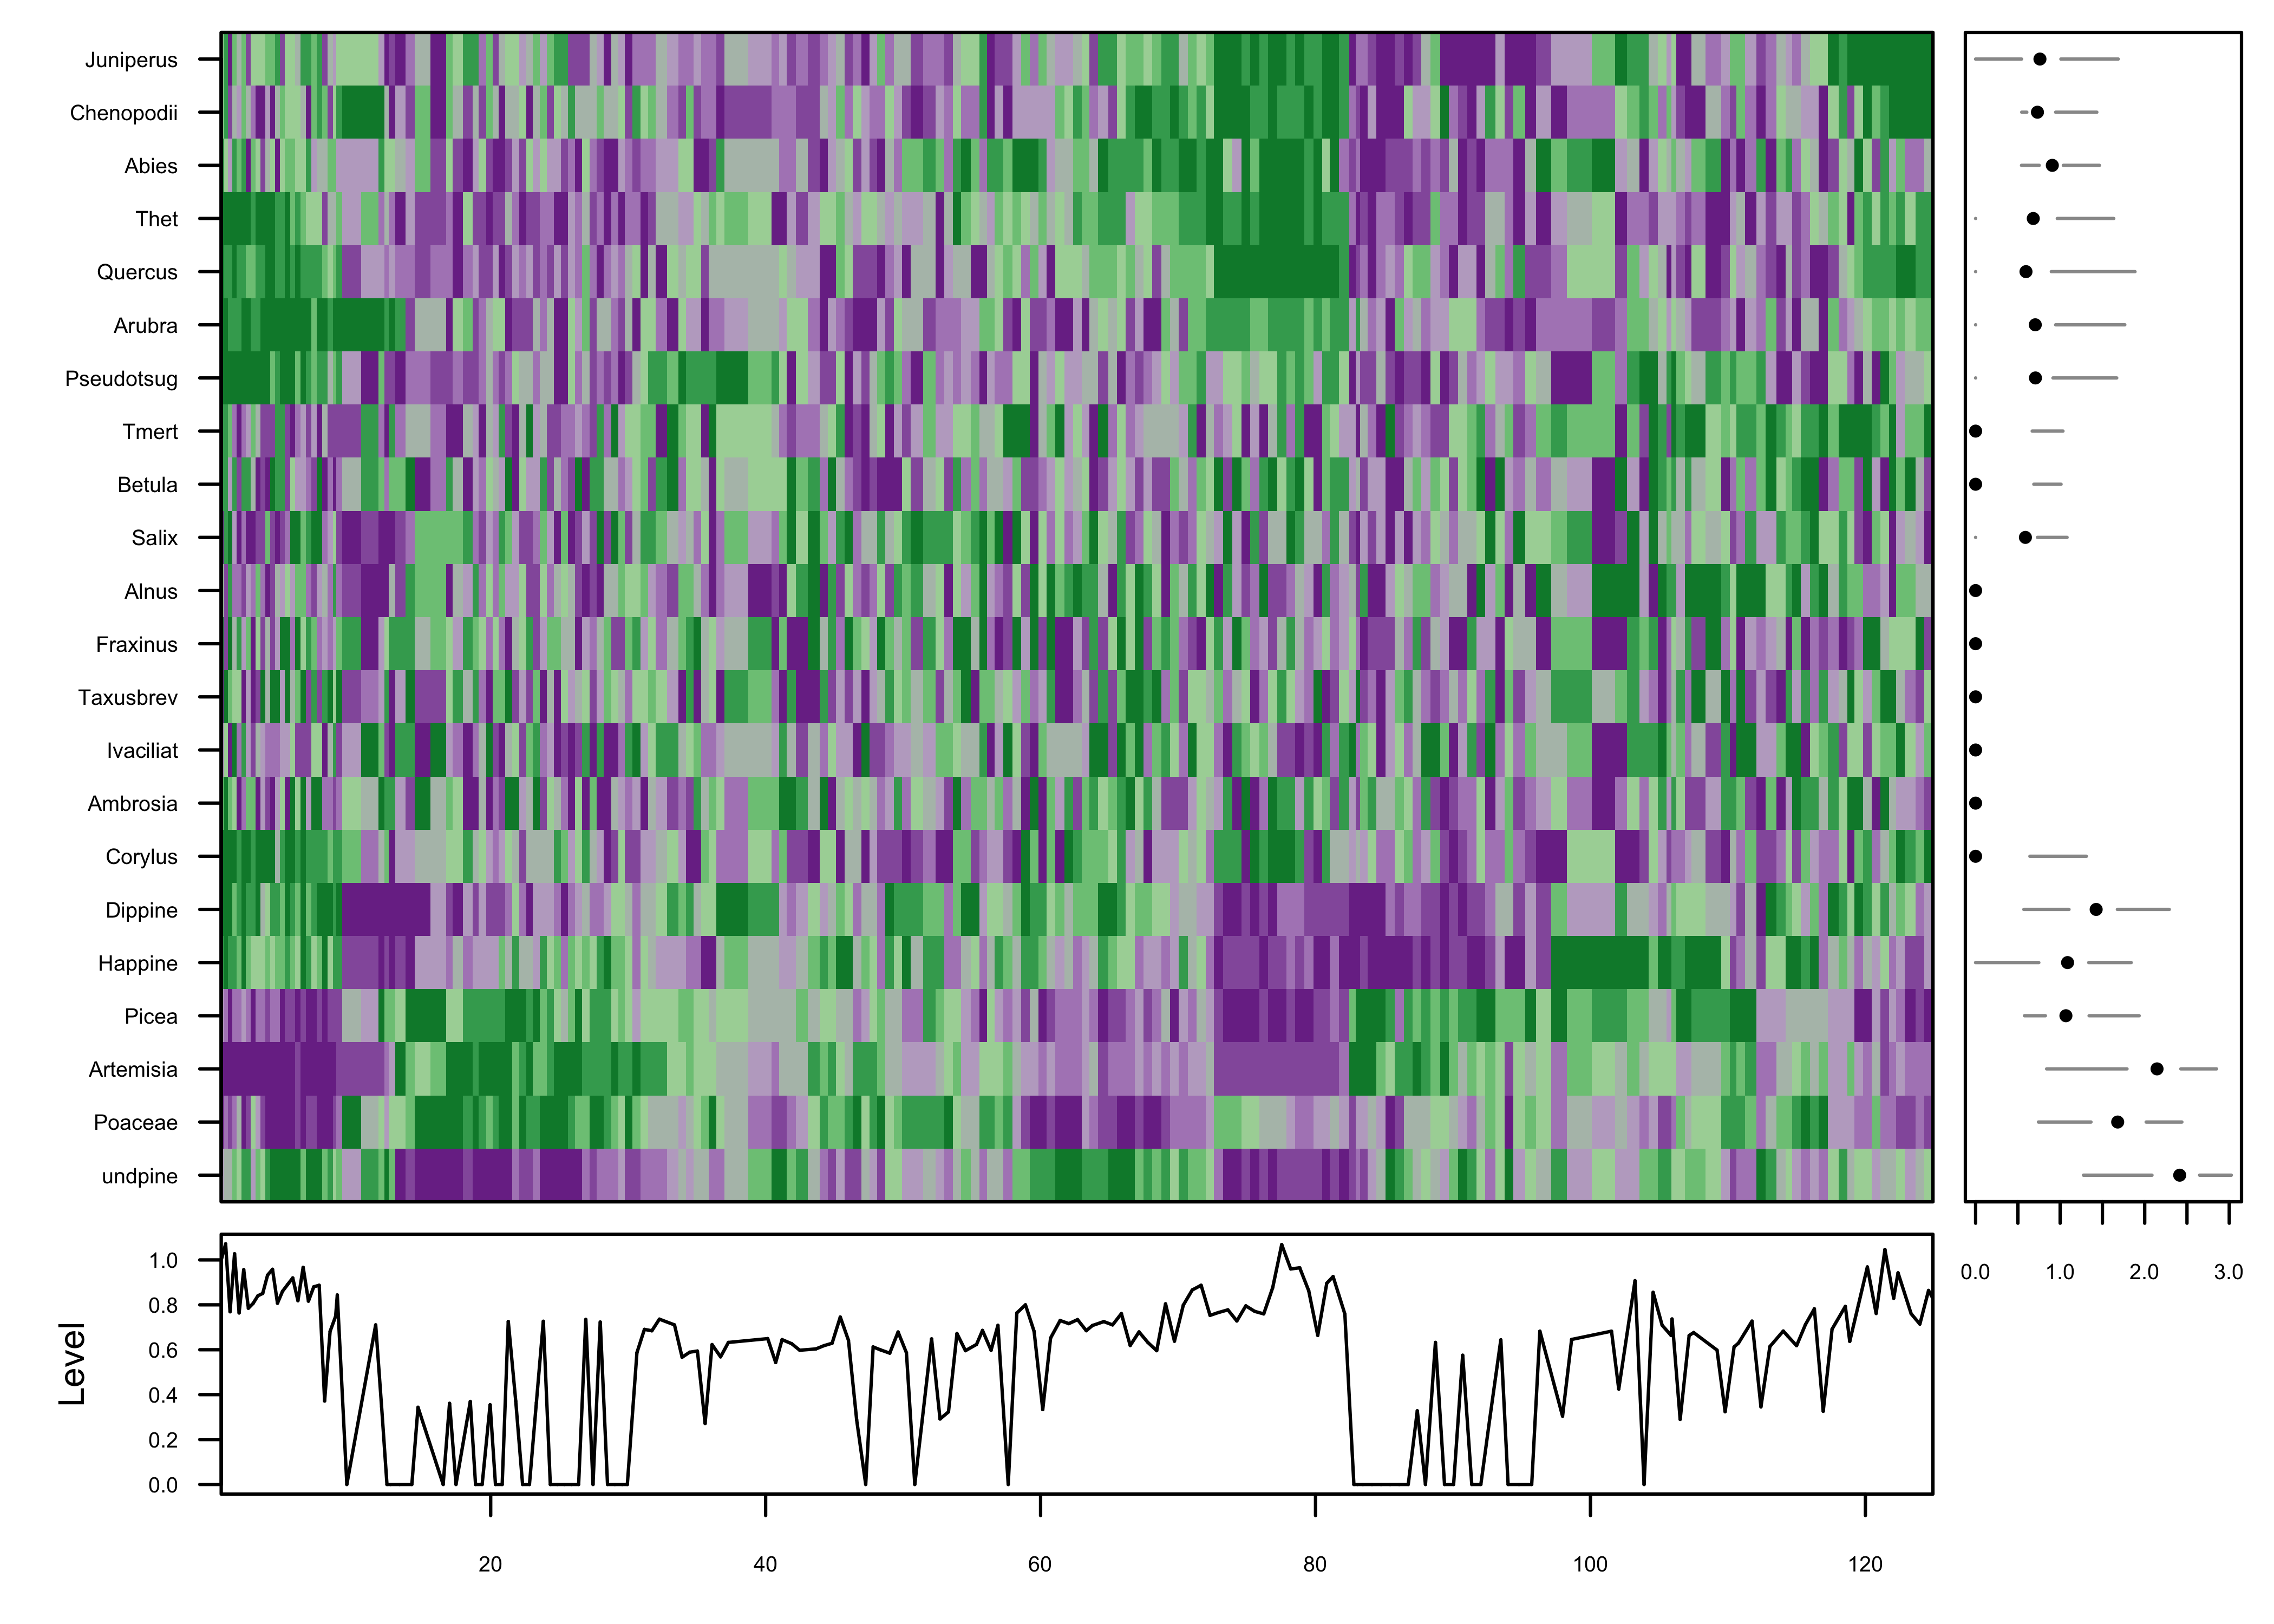 Juniperus
Chenopodii
Abies
Thet
Quercus
Arubra
Pseudotsug
Tmert
Betula
Salix
Alnus
Fraxinus
Taxusbrev
Ivaciliat
Ambrosia
Corylus
Dippine
Happine
Picea
Artemisia
Poaceae
undpine
0.0 1.0 2.0 3.0
Level
1.0
0.8
0.6
0.4
0.2
0.0
20 40 60 80 100 120